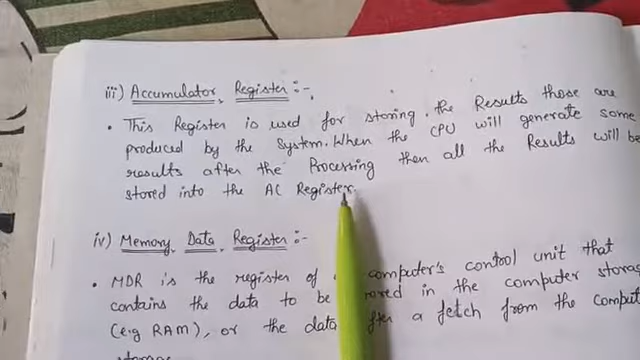 iii) Accumulator Register :-
• This Register is used for storing the Results those are
produced by the System. When the CPU will generate some
results after the Processing then all the Results will be
stored into the AC Register.
iv) Memory Data Register :-
• MDR is the register of a computer's control unit that
contains the data to be stored in the computer storag
(e.g RAM), or the data after a fetch from the comput
storage